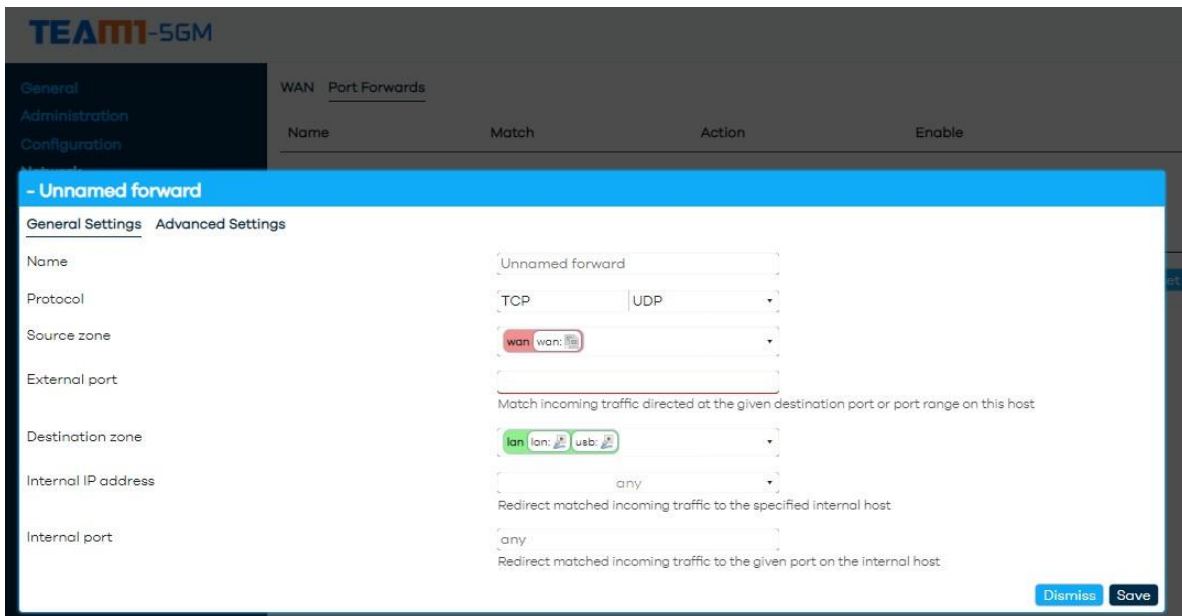 TEAM1-5GM
General
Administration
Configuration
Network
WAN Port Forwards
Name Match Action Enable
- Unnamed forward
General Settings Advanced Settings
Name Unnamed forward
Protocol TCP UDP
Source zone wan wan:
External port
Match incoming traffic directed at the given destination port or port range on this host
Destination zone lan lan: usb:
Internal IP address any
Redirect matched incoming traffic to the specified internal host
Internal port any
Redirect matched incoming traffic to the given port on the internal host
Dismiss Save